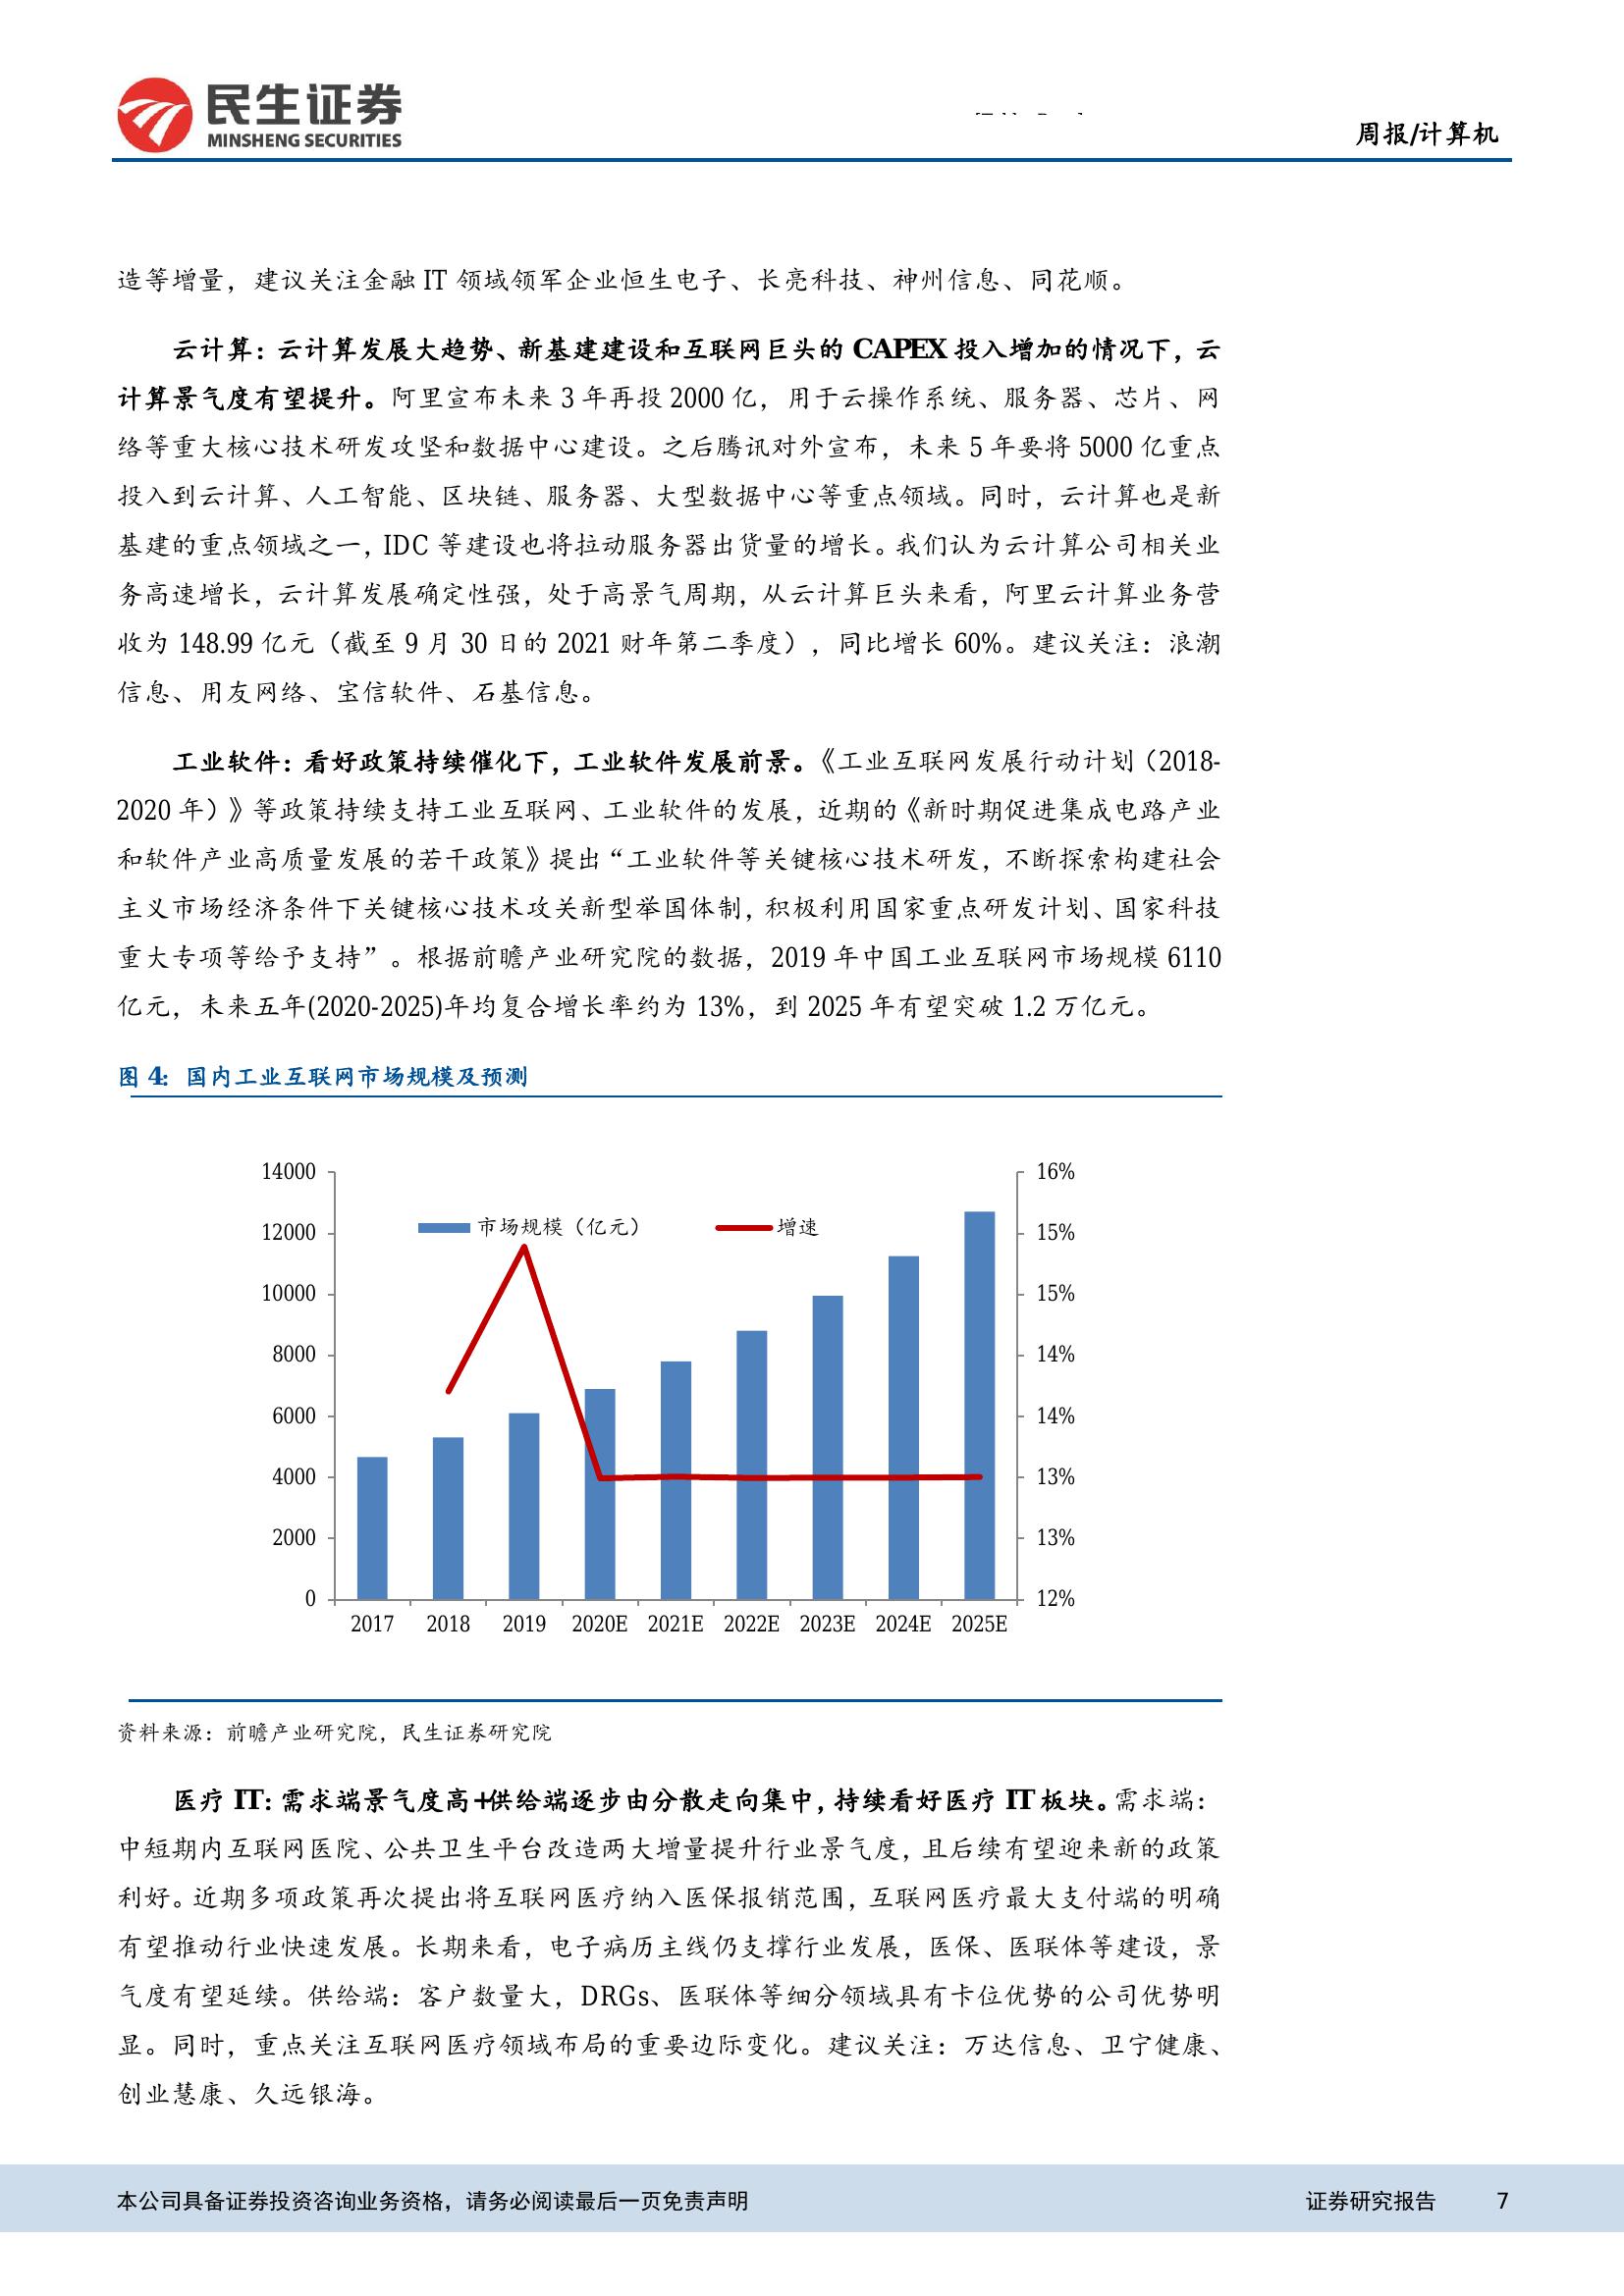 民生证券
MINSHENG SECURITIES
周报/计算机
造等增量，建议关注金融 IT 领域领军企业恒生电子、长亮科技、神州信息、同花顺。
云计算：云计算发展大趋势、新基建建设和互联网巨头的 CAPEX 投入增加的情况下，云
计算景气度有望提升。阿里宣布未来 3 年再投 2000 亿，用于云操作系统、服务器、芯片、网
络等重大核心技术研发攻坚和数据中心建设。之后腾讯对外宣布，未来 5 年要将 5000 亿重点
投入到云计算、人工智能、区块链、服务器、大型数据中心等重点领域。同时，云计算也是新
基建的重点领域之一，IDC 等建设也将拉动服务器出货量的增长。我们认为云计算公司相关业
务高速增长，云计算发展确定性强，处于高景气周期，从云计算巨头来看，阿里云计算业务营
收为 148.99 亿元（截至 9 月 30 日的 2021 财年第二季度），同比增长 60%。建议关注：浪潮
信息、用友网络、宝信软件、石基信息。
工业软件：看好政策持续催化下，工业软件发展前景。《工业互联网发展行动计划（2018-
2020 年）》等政策持续支持工业互联网、工业软件的发展，近期的《新时期促进集成电路产业
和软件产业高质量发展的若干政策》提出“工业软件等关键核心技术研发，不断探索构建社会
主义市场经济条件下关键核心技术攻关新型举国体制，积极利用国家重点研发计划、国家科技
重大专项等给予支持”。根据前瞻产业研究院的数据，2019 年中国工业互联网市场规模 6110
亿元，未来五年(2020-2025)年均复合增长率约为 13%，到 2025 年有望突破 1.2 万亿元。
图 4：国内工业互联网市场规模及预测
14000 16%
市场规模（亿元） 增速
12000 15%
10000 15%
8000 14%
6000 14%
4000 13%
2000 13%
0 12%
2017 2018 2019 2020E 2021E 2022E 2023E 2024E 2025E
资料来源：前瞻产业研究院，民生证券研究院
医疗 IT：需求端景气度高+供给端逐步由分散走向集中，持续看好医疗 IT 板块。需求端：
中短期内互联网医院、公共卫生平台改造两大增量提升行业景气度，且后续有望迎来新的政策
利好。近期多项政策再次提出将互联网医疗纳入医保报销范围，互联网医疗最大支付端的明确
有望推动行业快速发展。长期来看，电子病历主线仍支撑行业发展，医保、医联体等建设，景
气度有望延续。供给端：客户数量大，DRGs、医联体等细分领域具有卡位优势的公司优势明
显。同时，重点关注互联网医疗领域布局的重要边际变化。建议关注：万达信息、卫宁健康、
创业慧康、久远银海。
本公司具备证券投资咨询业务资格，请务必阅读最后一页免责声明 证券研究报告 7